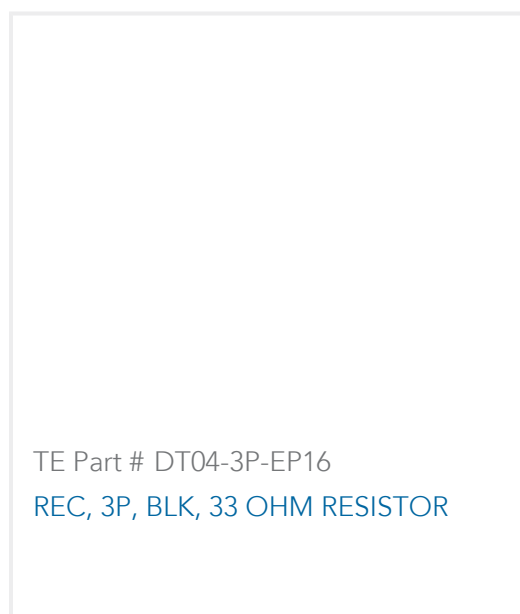 TE Part # DT04-3P-EP16
REC, 3P, BLK, 33 OHM RESISTOR